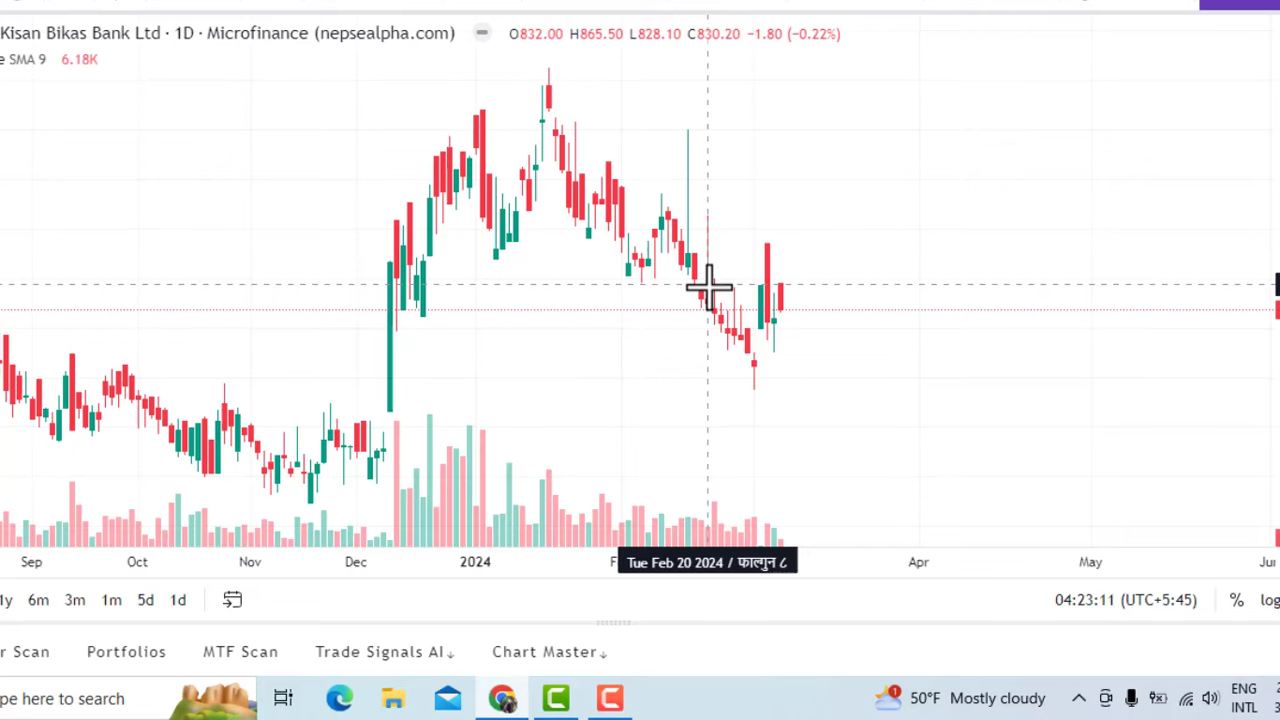 Kisan Bikas Bank Ltd · 1D · Microfinance (nepsealpha.com) O832.00 H865.50 L828.10 C830.20 −1.80 (−0.22%)
e SMA 9 6.18K
Sep Oct Nov Dec 2024 F Tue Feb 20 2024 / फाल्गुन ८ Apr May Jun
1y 6m 3m 1m 5d 1d 04:23:11 (UTC+5:45) % log
r Scan Portfolios MTF Scan Trade Signals AI↓ Chart Master↓
pe here to search 50°F Mostly cloudy ENG
INTL
1